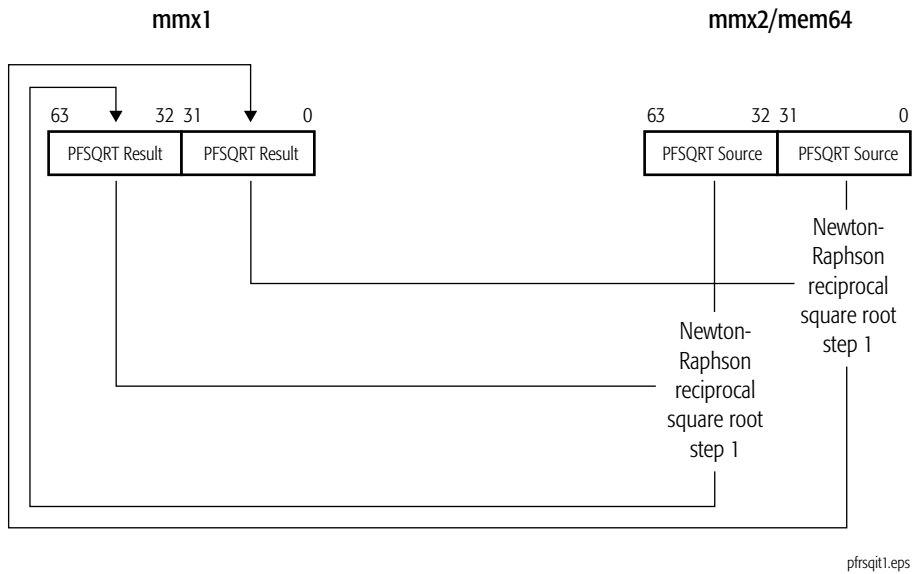 mmx1
mmx2/mem64
63 32 31 0
63 32 31 0
PFSQRT Result PFSQRT Result
PFSQRT Source PFSQRT Source
Newton-
Raphson
reciprocal
square root
step 1
Newton-
Raphson
reciprocal
square root
step 1
pfrsqit1.eps